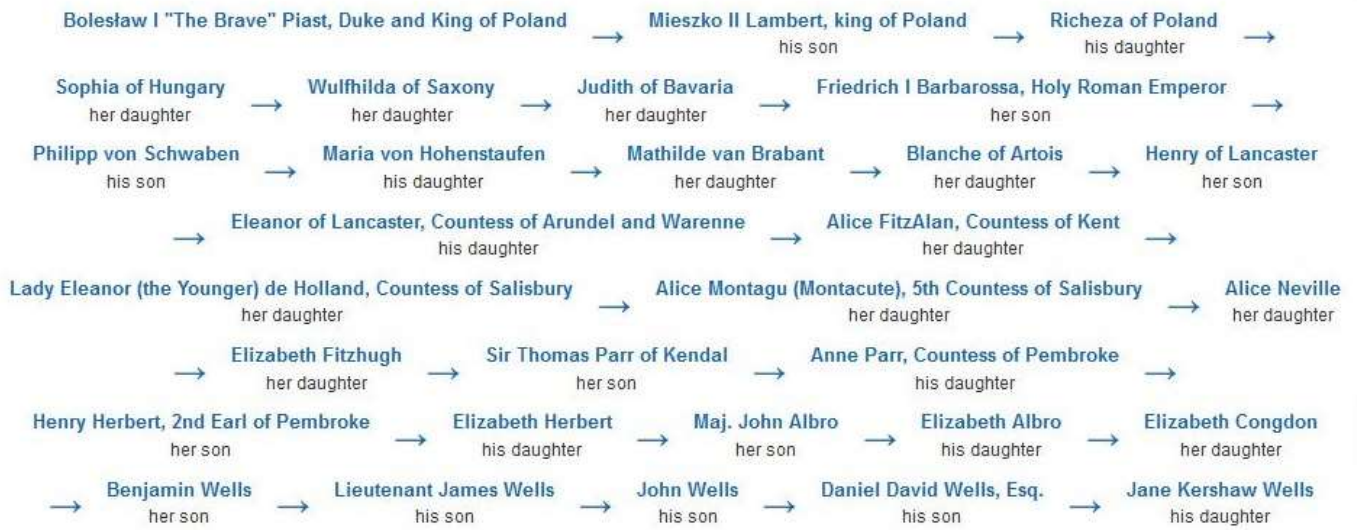 Bolesław I "The Brave" Piast, Duke and King of Poland → Mieszko II Lambert, king of Poland → Richeza of Poland →
his son his daughter
Sophia of Hungary → Wulfhilda of Saxony → Judith of Bavaria → Friedrich I Barbarossa, Holy Roman Emperor →
her daughter her daughter her daughter her son
Philipp von Schwaben → Maria von Hohenstaufen → Mathilde van Brabant → Blanche of Artois → Henry of Lancaster
his son his daughter her daughter her daughter her son
→ Eleanor of Lancaster, Countess of Arundel and Warenne → Alice FitzAlan, Countess of Kent →
his daughter her daughter
Lady Eleanor (the Younger) de Holland, Countess of Salisbury → Alice Montagu (Montacute), 5th Countess of Salisbury → Alice Neville
her daughter her daughter her daughter
→ Elizabeth Fitzhugh → Sir Thomas Parr of Kendal → Anne Parr, Countess of Pembroke →
her daughter her son his daughter
Henry Herbert, 2nd Earl of Pembroke → Elizabeth Herbert → Maj. John Albro → Elizabeth Albro → Elizabeth Congdon
her son his daughter her son his daughter her daughter
→ Benjamin Wells → Lieutenant James Wells → John Wells → Daniel David Wells, Esq. → Jane Kershaw Wells
her son his son his son his son his daughter